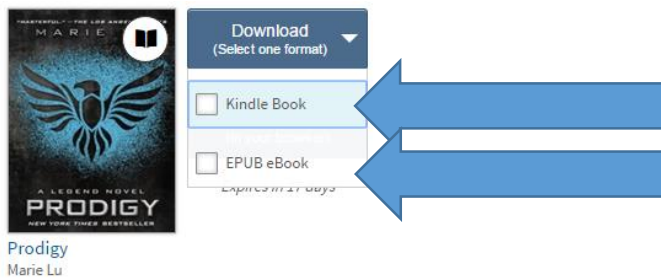 "MASTERFUL."—THE LOS ANGELES TIMES
MARIE
A LEGEND NOVEL
PRODIGY
NEW YORK TIMES BESTSELLER
Prodigy
Marie Lu
Download
(Select one format)
Kindle Book
EPUB eBook
Expires in 17 days